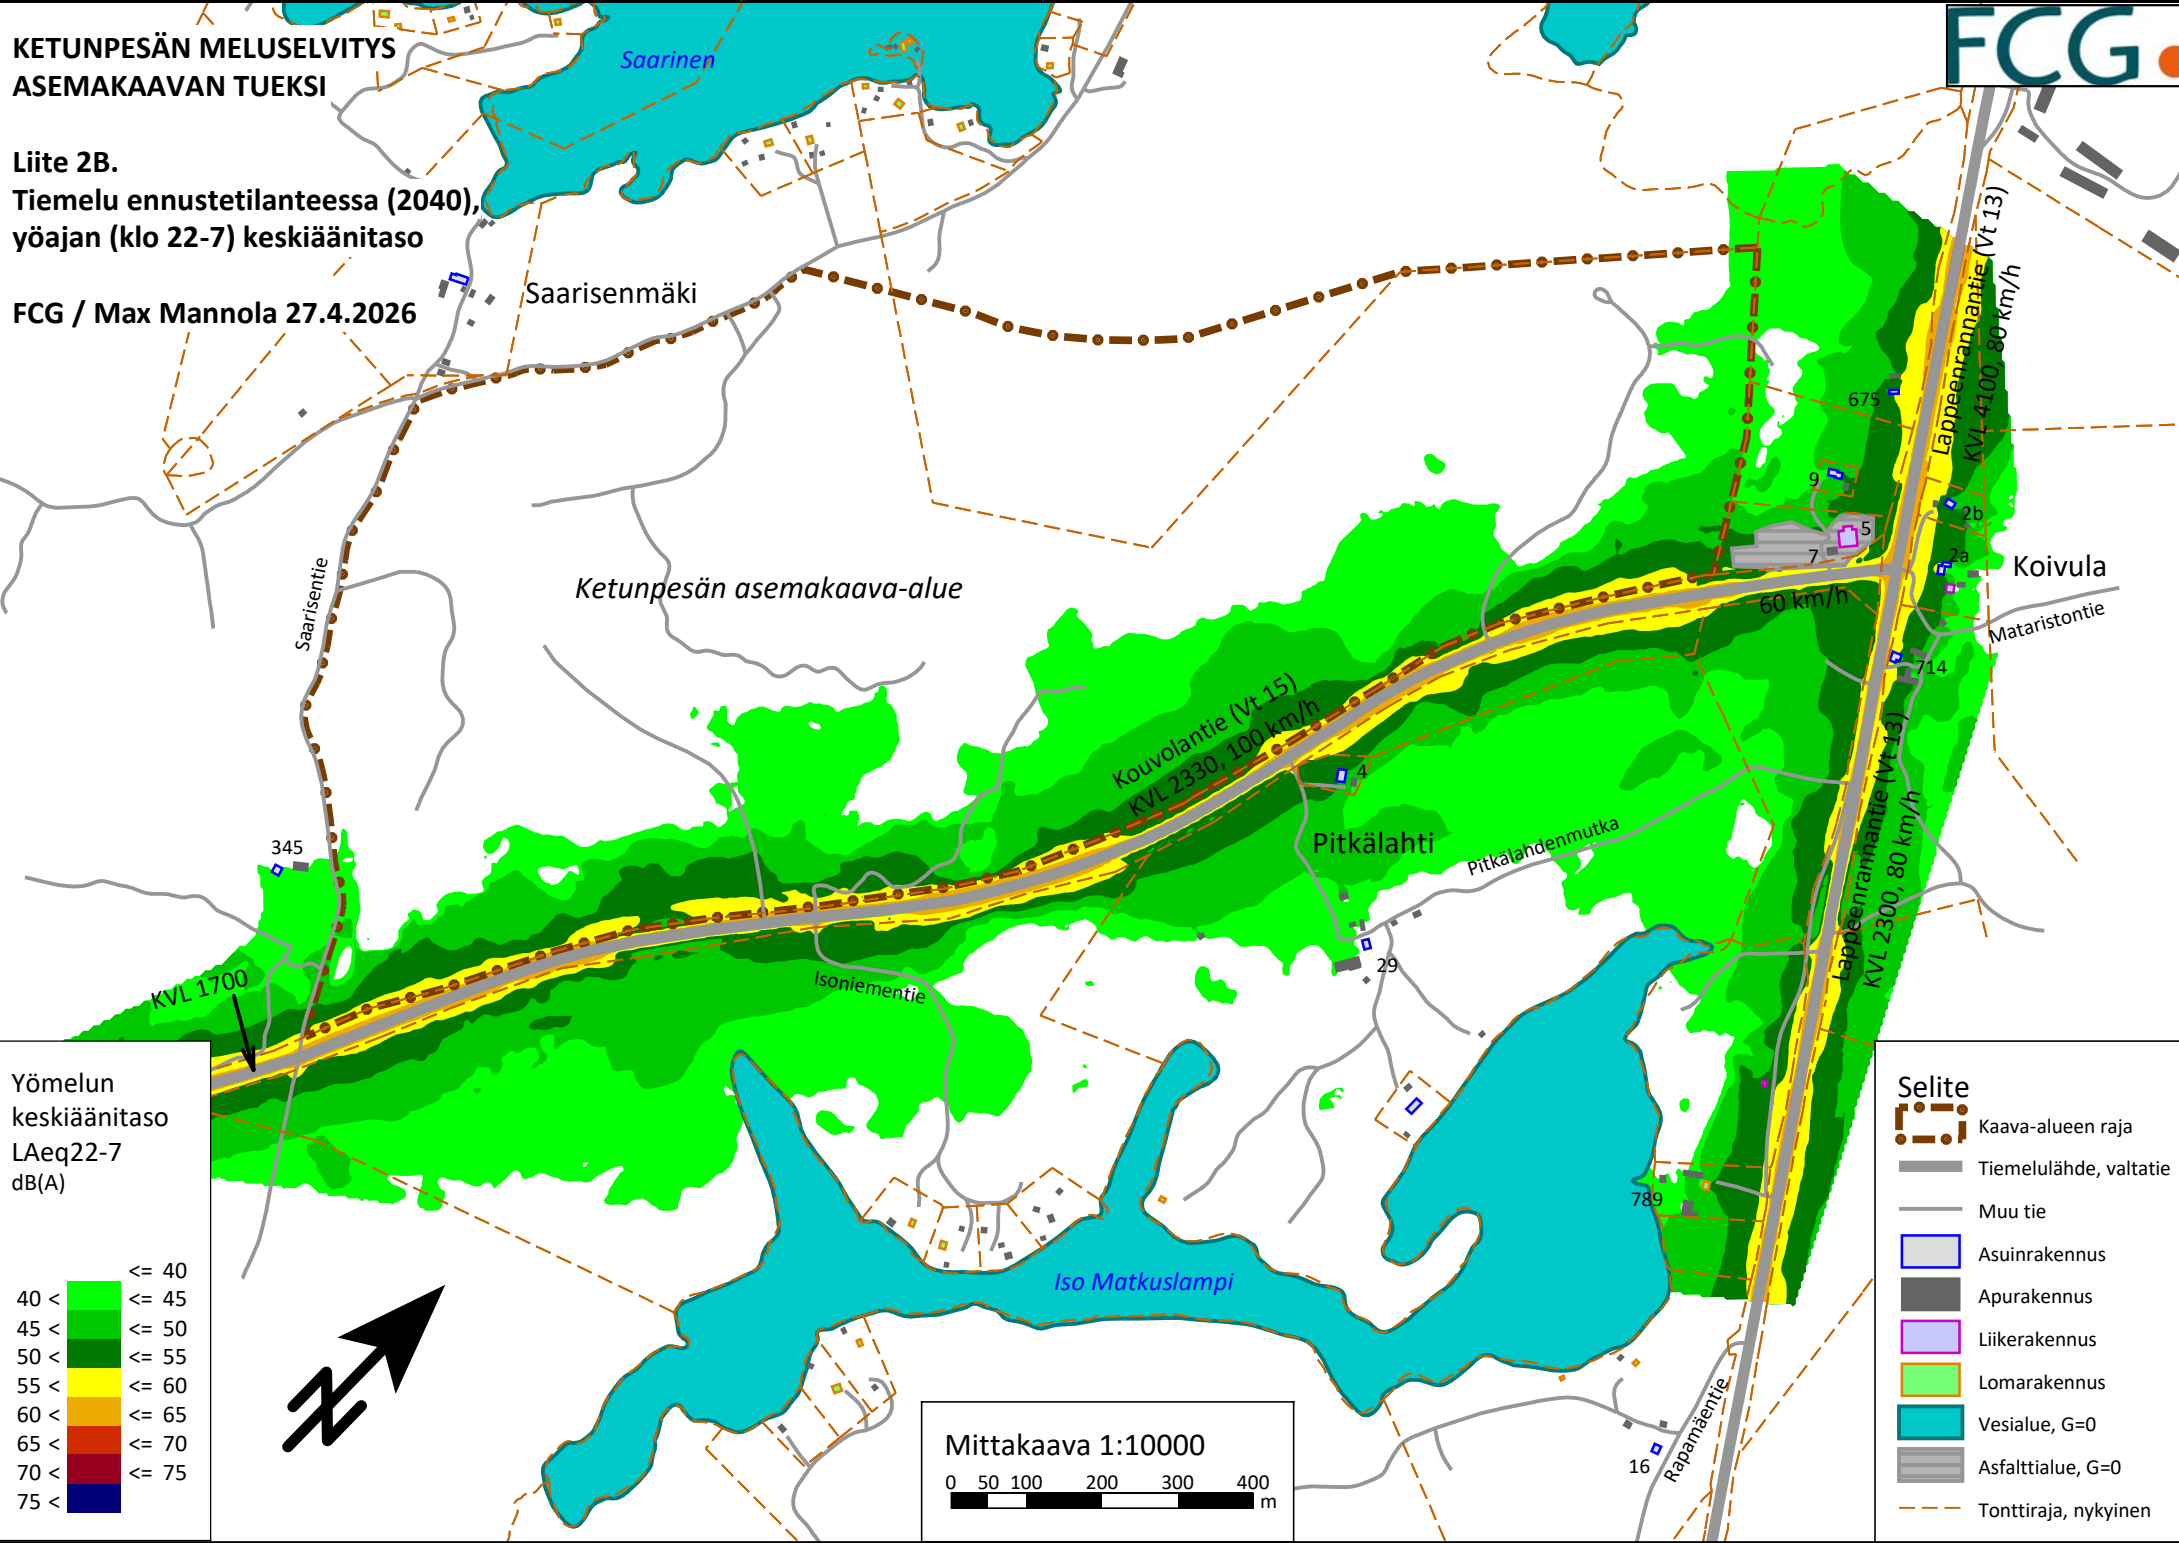 KETUNPESÄN MELUSELVITYS
ASEMAKAAVAN TUEKSI
Liite 2B.
Tiemelu ennustetilanteessa (2040),
yöajan (klo 22-7) keskiäänitaso
FCG / Max Mannola 27.4.2026
FCG
Saarinen
Saarisenmäki
Saarisentie
Ketunpesän asemakaava-alue
Lappeenrannantie (Vt 13)
KVL 4100, 80 km/h
675
9
5
7
2b
2a
Koivula
Mataristontie
60 km/h
714
Kouvolantie (Vt 15)
KVL 2330, 100 km/h
4
Pitkälahti
Pitkälahdenmutka
Lappeenrannantie (Vt 13)
KVL 2300, 80 km/h
345
29
Isoniementie
KVL 1700
789
Iso Matkuslampi
16
Rapamäentie
Yömelun
keskiäänitaso
LAeq22-7
dB(A)
<= 40
40 < <= 45
45 < <= 50
50 < <= 55
55 < <= 60
60 < <= 65
65 < <= 70
70 < <= 75
75 <
Mittakaava 1:10000
0 50 100 200 300 400
m
Selite
Kaava-alueen raja
Tiemelulähde, valtatie
Muu tie
Asuinrakennus
Apurakennus
Liikerakennus
Lomarakennus
Vesialue, G=0
Asfalttialue, G=0
Tonttiraja, nykyinen